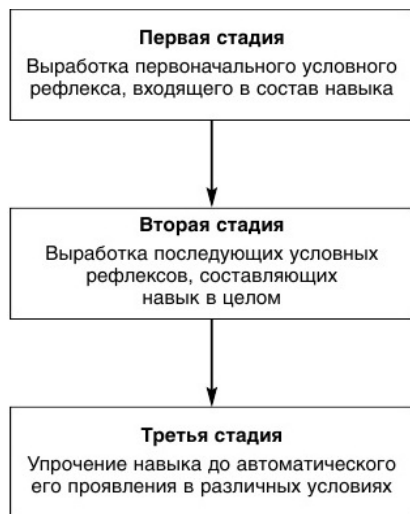 Первая стадия
Выработка первоначального условного
рефлекса, входящего в состав навыка
Вторая стадия
Выработка последующих условных
рефлексов, составляющих
навык в целом
Третья стадия
Упрочение навыка до автоматического
его проявления в различных условиях